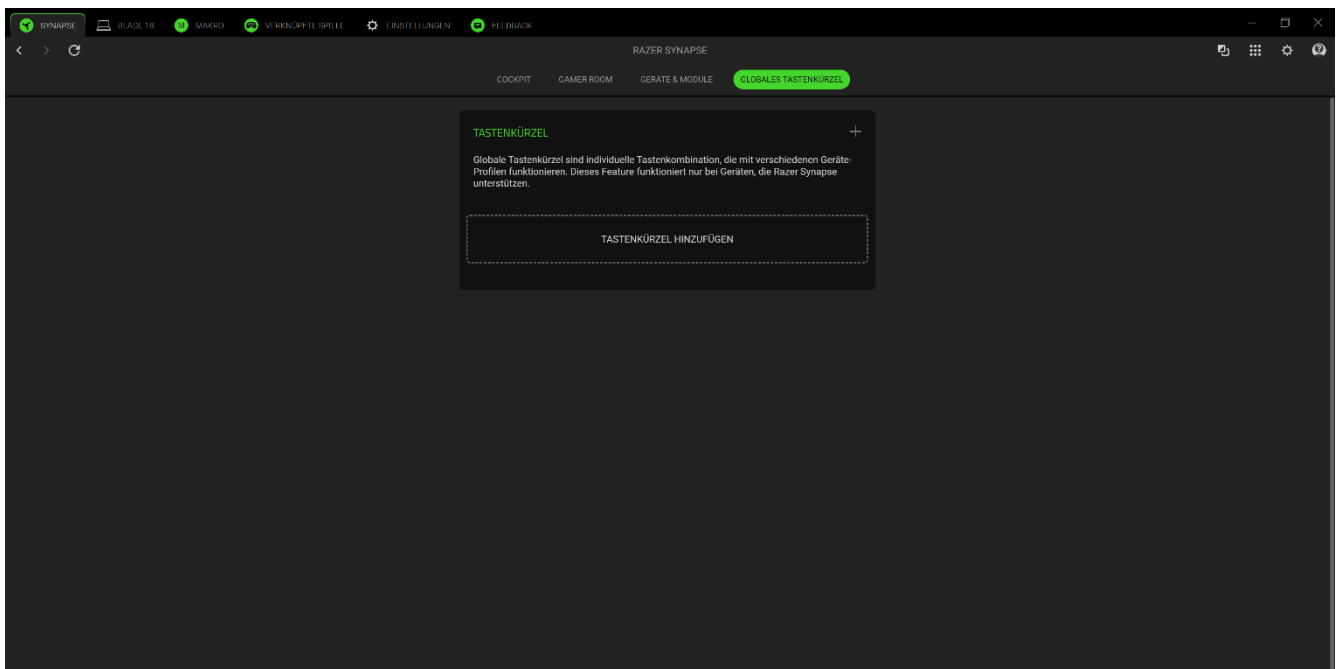 SYNAPSE BLADE 18 MAKRO VERKNÜPFTE SPIELE EINSTELLUNGEN FEEDBACK
RAZER SYNAPSE
COCKPIT GAMER ROOM GERÄTE & MODULE GLOBALES TASTENKÜRZEL
TASTENKÜRZEL
Globale Tastenkürzel sind individuelle Tastenkombination, die mit verschiedenen Geräte-
Profilen funktionieren. Dieses Feature funktioniert nur bei Geräten, die Razer Synapse
unterstützen.
TASTENKÜRZEL HINZUFÜGEN